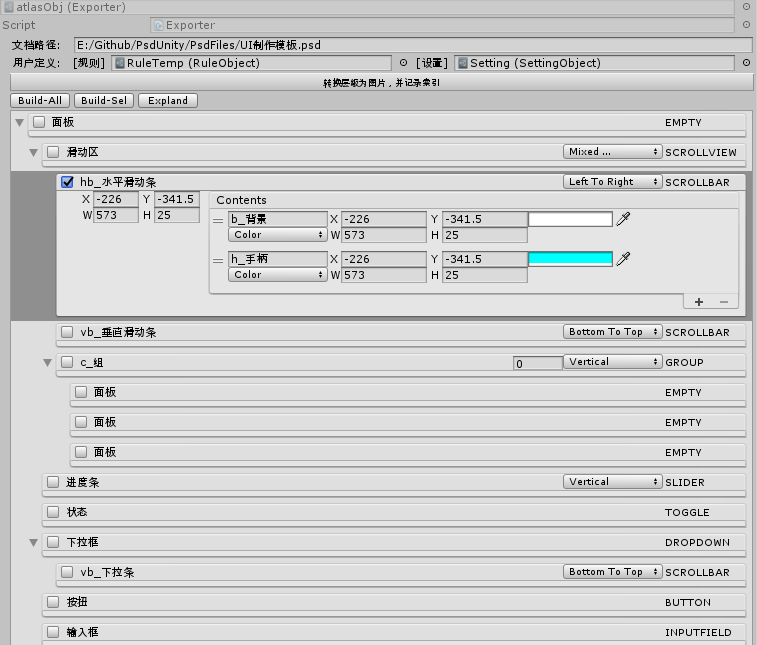 atlasObj (Exporter)
Script Exporter
文档路径: E:/Github/PsdUnity/PsdFiles/UI制作模板.psd
用户定义: [规则] RuleTemp (RuleObject) [设置] Setting (SettingObject)
转换层级为图片，并记录索引
Build-All Build-Sel Expland
面板 EMPTY
滑动区 Mixed ... SCROLLVIEW
hb_水平滑动条 Left To Right SCROLLBAR
X -226 Y -341.5 Contents
W 573 H 25 b_背景 X -226 Y -341.5
Color W 573 H 25
h_手柄 X -226 Y -341.5
Color W 573 H 25
+ −
vb_垂直滑动条 Bottom To Top SCROLLBAR
c_组 0 Vertical GROUP
面板 EMPTY
面板 EMPTY
面板 EMPTY
进度条 Vertical SLIDER
状态 TOGGLE
下拉框 DROPDOWN
vb_下拉条 Bottom To Top SCROLLBAR
按扭 BUTTON
输入框 INPUTFIELD